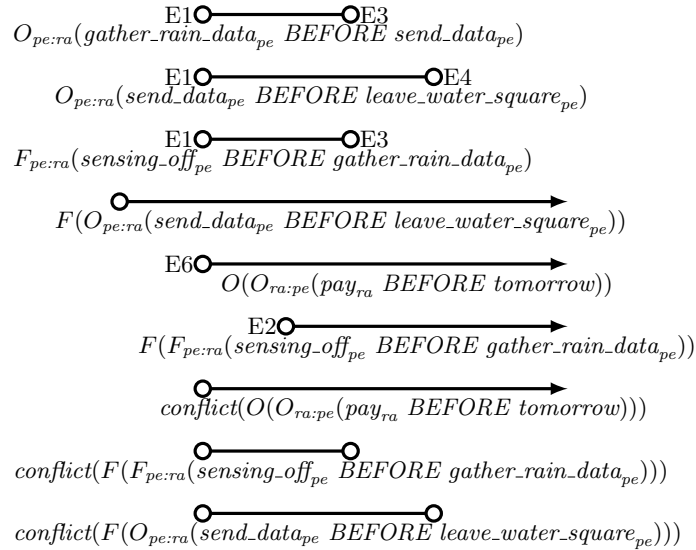 E1 E3
O_{pe:ra}(gather_rain_data_{pe} BEFORE send_data_{pe})
E1 E4
O_{pe:ra}(send_data_{pe} BEFORE leave_water_square_{pe})
E1 E3
F_{pe:ra}(sensing_off_{pe} BEFORE gather_rain_data_{pe})
F(O_{pe:ra}(send_data_{pe} BEFORE leave_water_square_{pe}))
E6
O(O_{ra:pe}(pay_{ra} BEFORE tomorrow))
E2
F(F_{pe:ra}(sensing_off_{pe} BEFORE gather_rain_data_{pe}))
conflict(O(O_{ra:pe}(pay_{ra} BEFORE tomorrow)))
conflict(F(F_{pe:ra}(sensing_off_{pe} BEFORE gather_rain_data_{pe})))
conflict(F(O_{pe:ra}(send_data_{pe} BEFORE leave_water_square_{pe})))